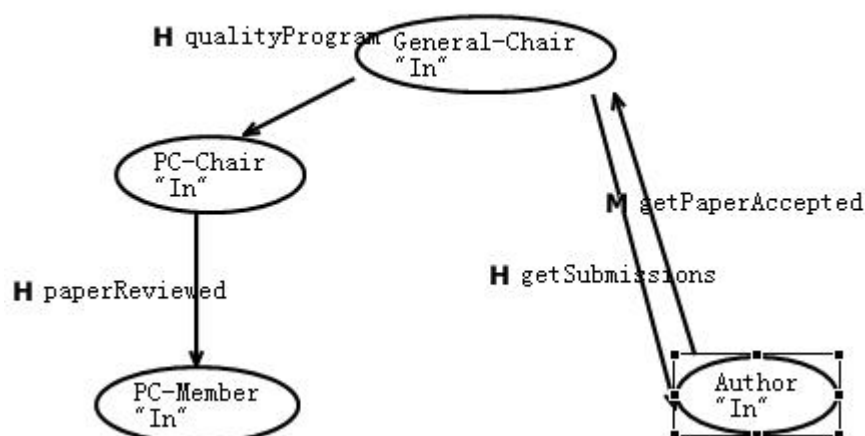 H qualityProgram
General-Chair
"In"
PC-Chair
"In"
M getPaperAccepted
H getSubmissions
H paperReviewed
PC-Member
"In"
Author
"In"